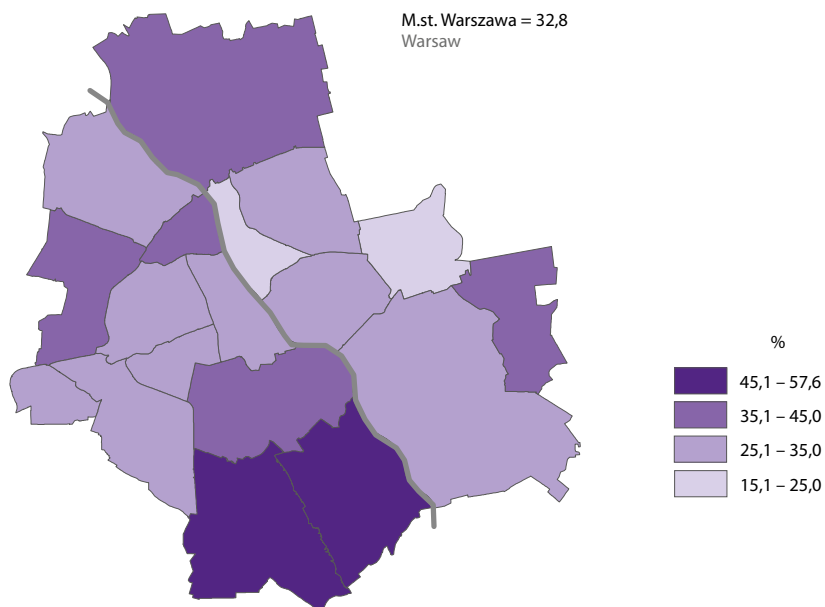 M.st. Warszawa = 32,8
Warsaw
%
45,1 – 57,6
35,1 – 45,0
25,1 – 35,0
15,1 – 25,0